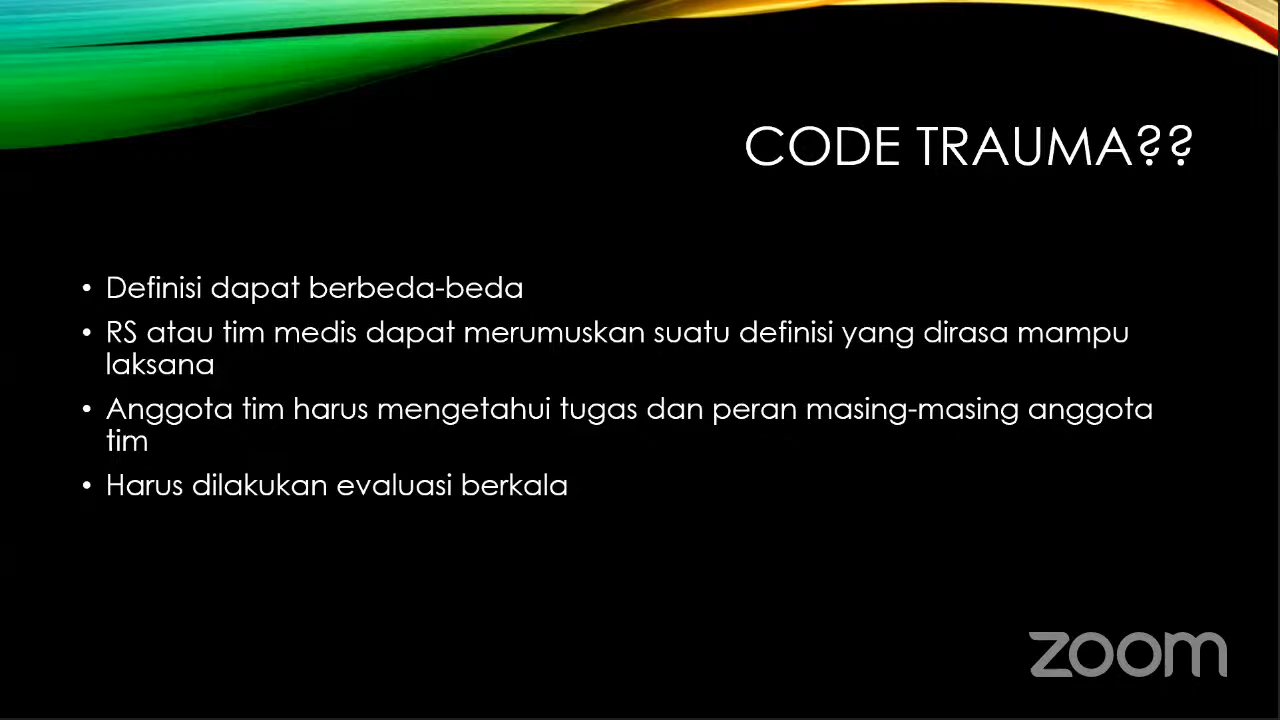 CODE TRAUMA??
• Definisi dapat berbeda-beda
• RS atau tim medis dapat merumuskan suatu definisi yang dirasa mampu
laksana
• Anggota tim harus mengetahui tugas dan peran masing-masing anggota
tim
• Harus dilakukan evaluasi berkala
zoom